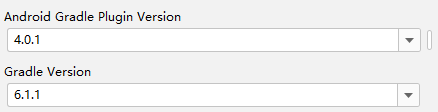 Android Gradle Plugin Version
4.0.1
Gradle Version
6.1.1